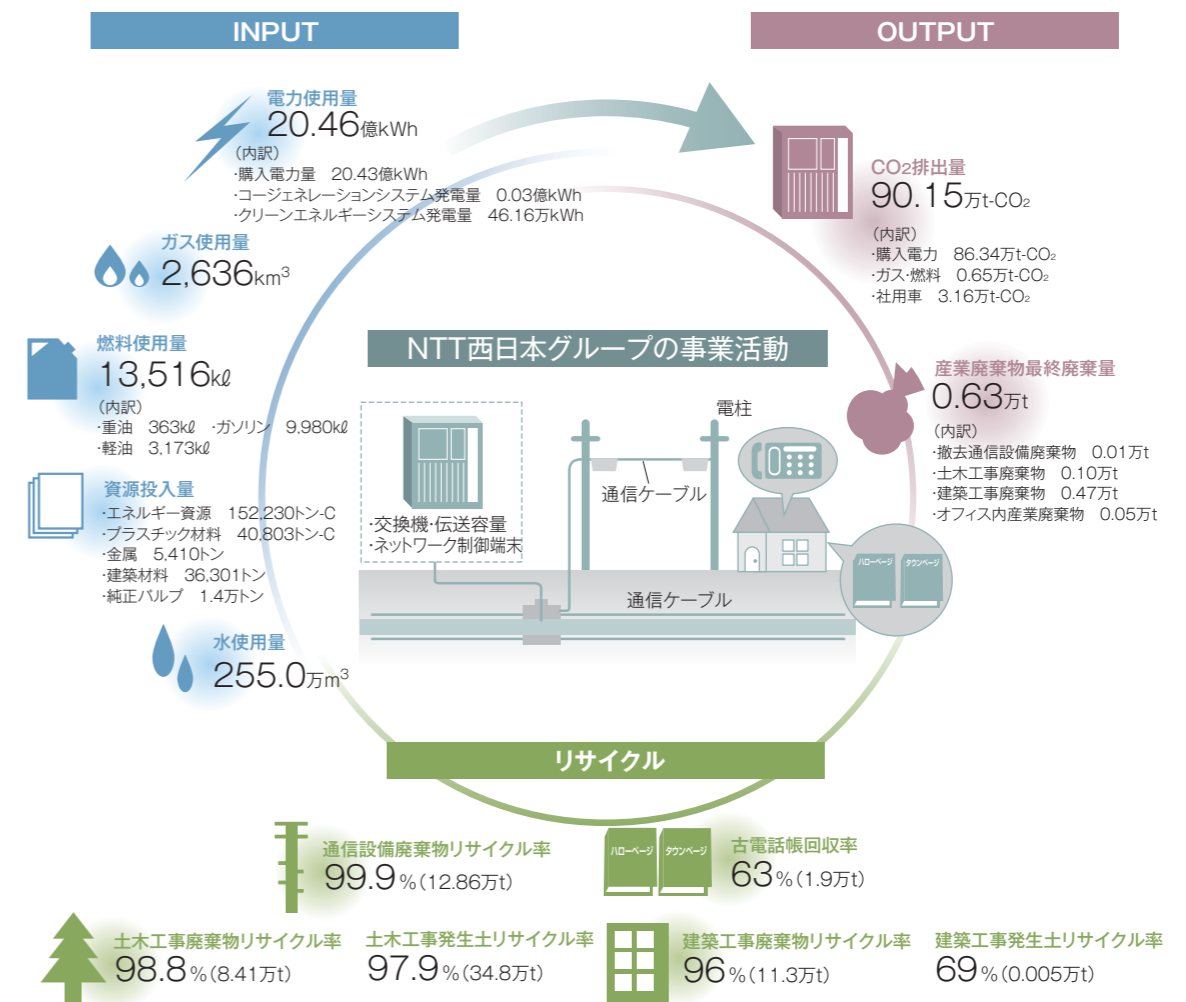 INPUT
OUTPUT
電力使用量
20.46億kWh
(内訳)
・購入電力量 20.43億kWh
・コージェネレーションシステム発電量 0.03億kWh
・クリーンエネルギーシステム発電量 46.16万kWh
ガス使用量
2,636km³
燃料使用量
13,516kℓ
(内訳)
・重油 363kℓ ・ガソリン 9,980kℓ
・軽油 3,173kℓ
資源投入量
・エネルギー資源 152,230トン-C
・プラスチック材料 40,803トン-C
・金属 5,410トン
・建築材料 36,301トン
・純正パルプ 1.4万トン
水使用量
255.0万m³
NTT西日本グループの事業活動
電柱
通信ケーブル
・交換機・伝送容量
・ネットワーク制御端末
通信ケーブル
ハローページ
タウンページ
CO₂排出量
90.15万t-CO₂
(内訳)
・購入電力 86.34万t-CO₂
・ガス・燃料 0.65万t-CO₂
・社用車 3.16万t-CO₂
産業廃棄物最終廃棄量
0.63万t
(内訳)
・撤去通信設備廃棄物 0.01万t
・土木工事廃棄物 0.10万t
・建築工事廃棄物 0.47万t
・オフィス内産業廃棄物 0.05万t
リサイクル
通信設備廃棄物リサイクル率
99.9%(12.86万t)
ハローページ
タウンページ
古電話帳回収率
63%(1.9万t)
土木工事廃棄物リサイクル率
98.8%(8.41万t)
土木工事発生土リサイクル率
97.9%(34.8万t)
建築工事廃棄物リサイクル率
96%(11.3万t)
建築工事発生土リサイクル率
69%(0.005万t)